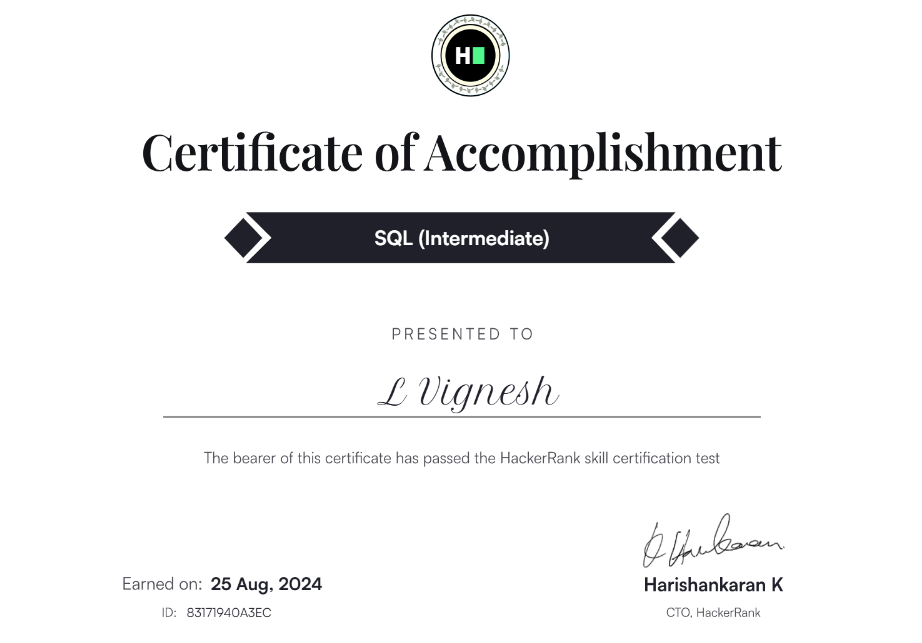 H
Certificate of Accomplishment
SQL (Intermediate)
PRESENTED TO
L Vignesh
The bearer of this certificate has passed the HackerRank skill certification test
Earned on: 25 Aug, 2024
ID: 83171940A3EC
Harishankaran K
CTO, HackerRank